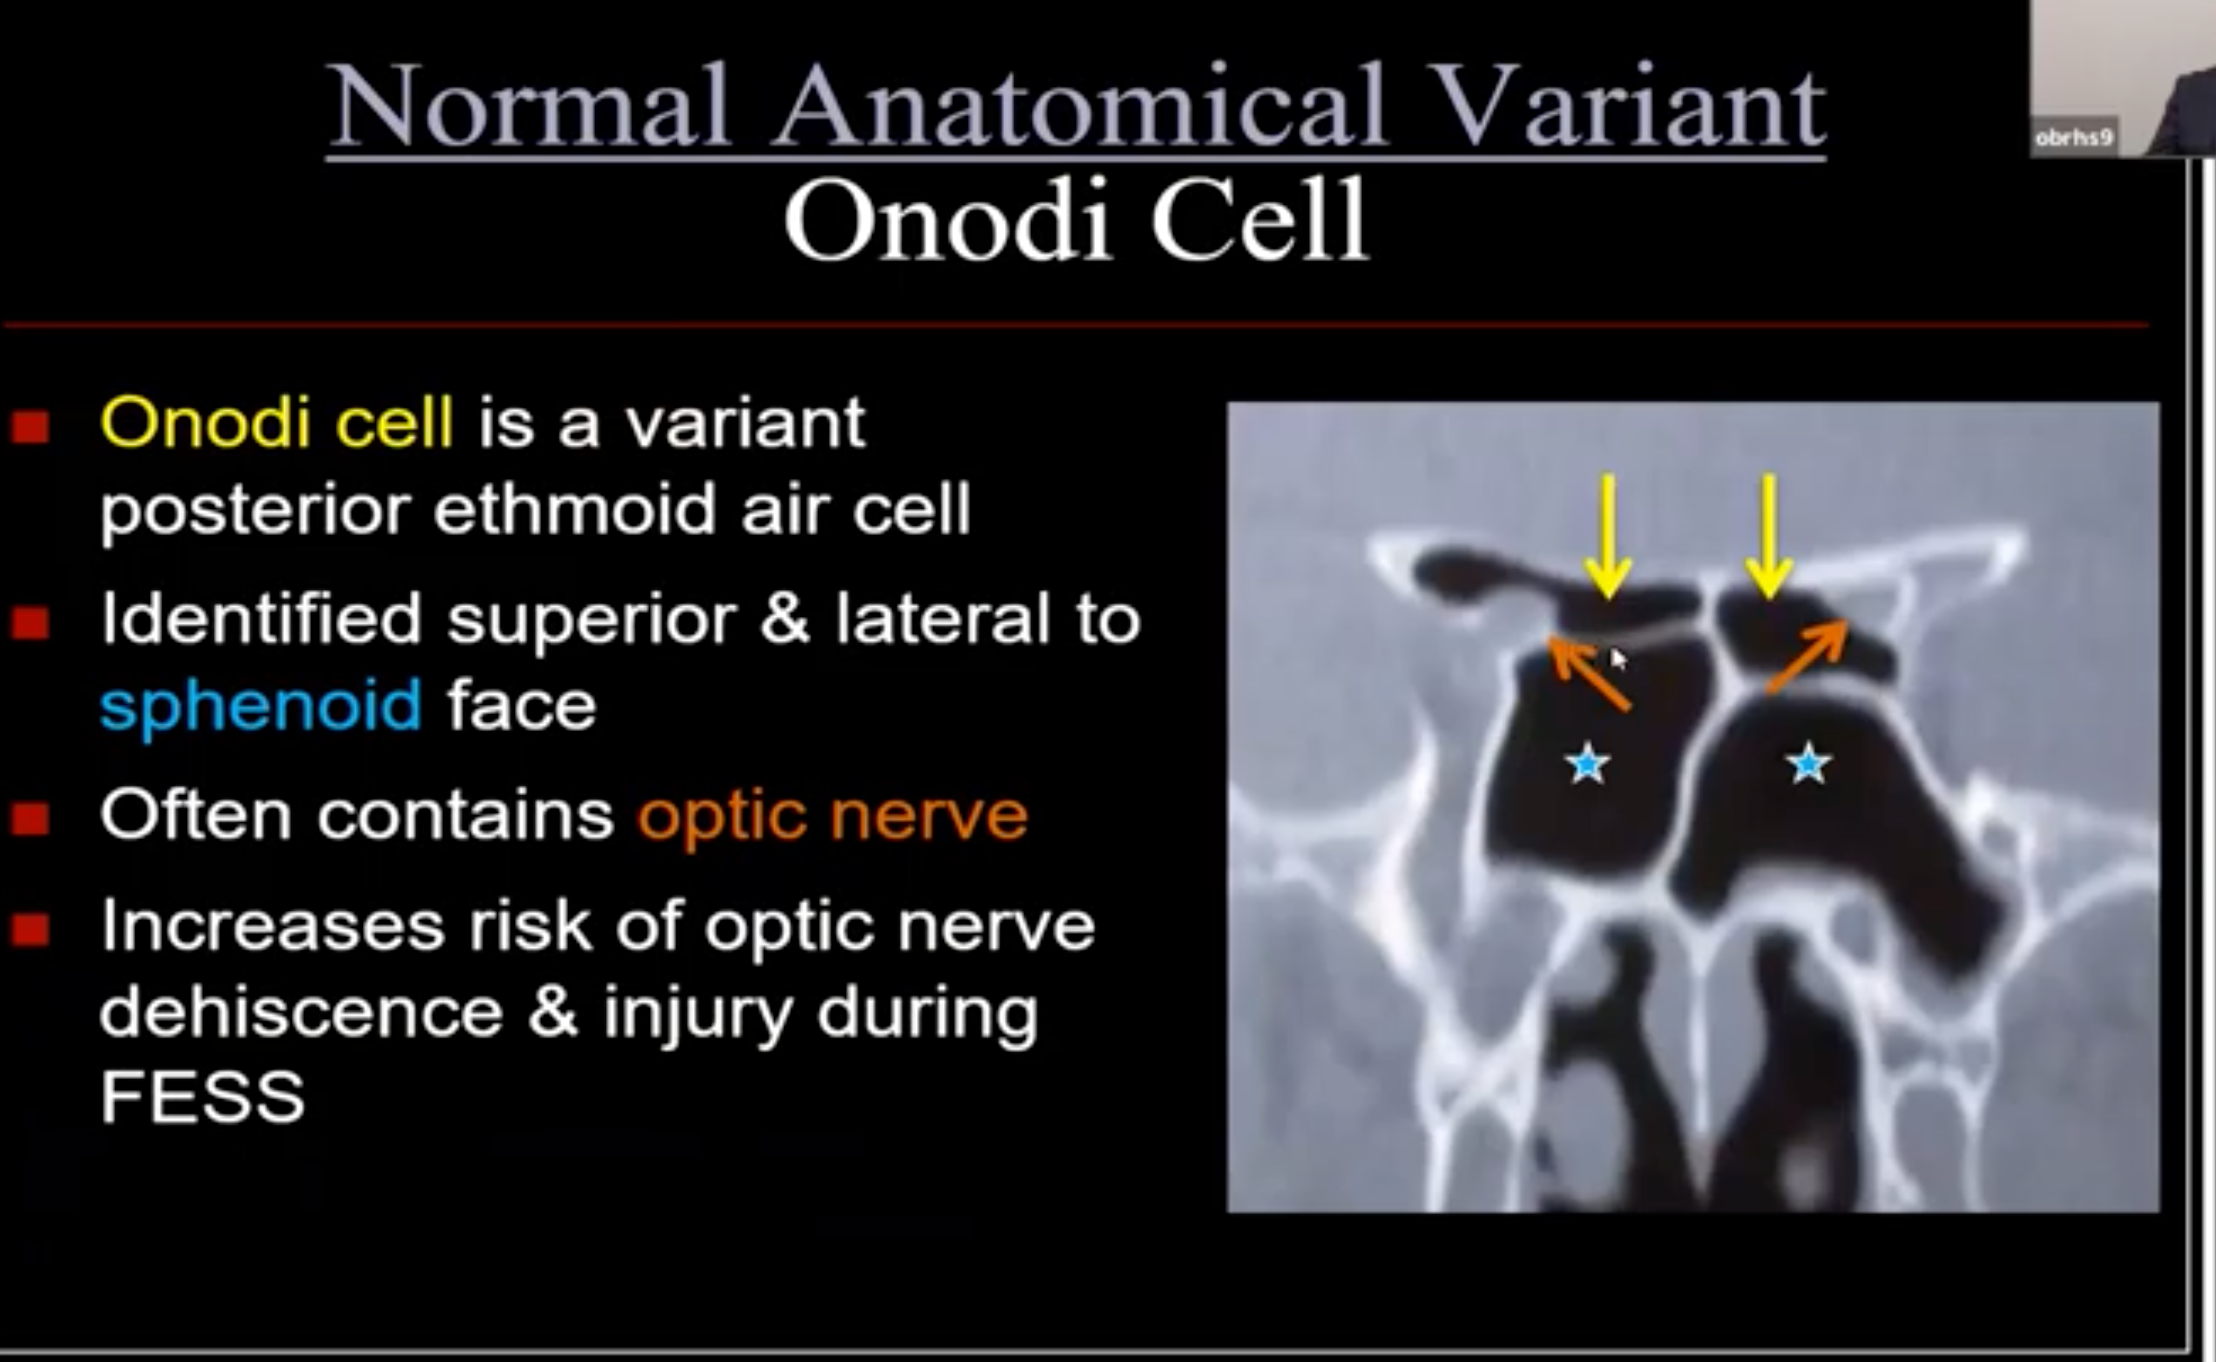 Normal Anatomical Variant
obrhs9
Onodi Cell
Onodi cell is a variant
posterior ethmoid air cell
Identified superior & lateral to
sphenoid face
Often contains optic nerve
Increases risk of optic nerve
dehiscence & injury during
FESS